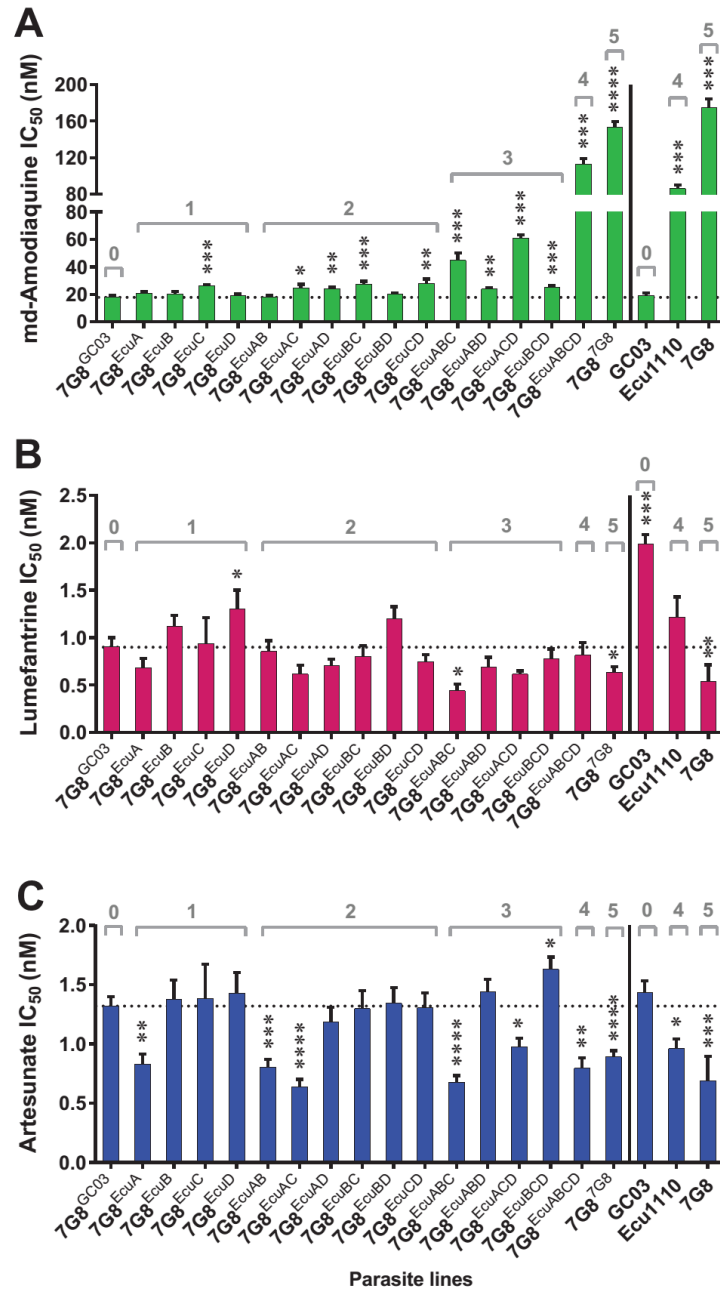 A
md-Amodiaquine IC50 (nM)
200
160
120
80
60
40
20
0
0
1
2
3
4
5
0
4
5
***
*
**
***
**
***
**
***
***
***
****
***
***
7G8GC03
7G8EcuA
7G8EcuB
7G8EcuC
7G8EcuD
7G8EcuAB
7G8EcuAC
7G8EcuAD
7G8EcuBC
7G8EcuBD
7G8EcuCD
7G8EcuABC
7G8EcuABD
7G8EcuACD
7G8EcuBCD
7G8EcuABCD
7G87G8
GC03
Ecu1110
7G8
B
Lumefantrine IC50 (nM)
2.5
2.0
1.5
1.0
0.5
0.0
0
1
2
3
4
5
0
4
5
*
*
*
***
**
7G8GC03
7G8EcuA
7G8EcuB
7G8EcuC
7G8EcuD
7G8EcuAB
7G8EcuAC
7G8EcuAD
7G8EcuBC
7G8EcuBD
7G8EcuCD
7G8EcuABC
7G8EcuABD
7G8EcuACD
7G8EcuBCD
7G8EcuABCD
7G87G8
GC03
Ecu1110
7G8
C
Artesunate IC50 (nM)
2.0
1.5
1.0
0.5
0.0
0
1
2
3
4
5
0
4
5
**
***
****
****
*
*
**
****
*
***
7G8GC03
7G8EcuA
7G8EcuB
7G8EcuC
7G8EcuD
7G8EcuAB
7G8EcuAC
7G8EcuAD
7G8EcuBC
7G8EcuBD
7G8EcuCD
7G8EcuABC
7G8EcuABD
7G8EcuACD
7G8EcuBCD
7G8EcuABCD
7G87G8
GC03
Ecu1110
7G8
Parasite lines